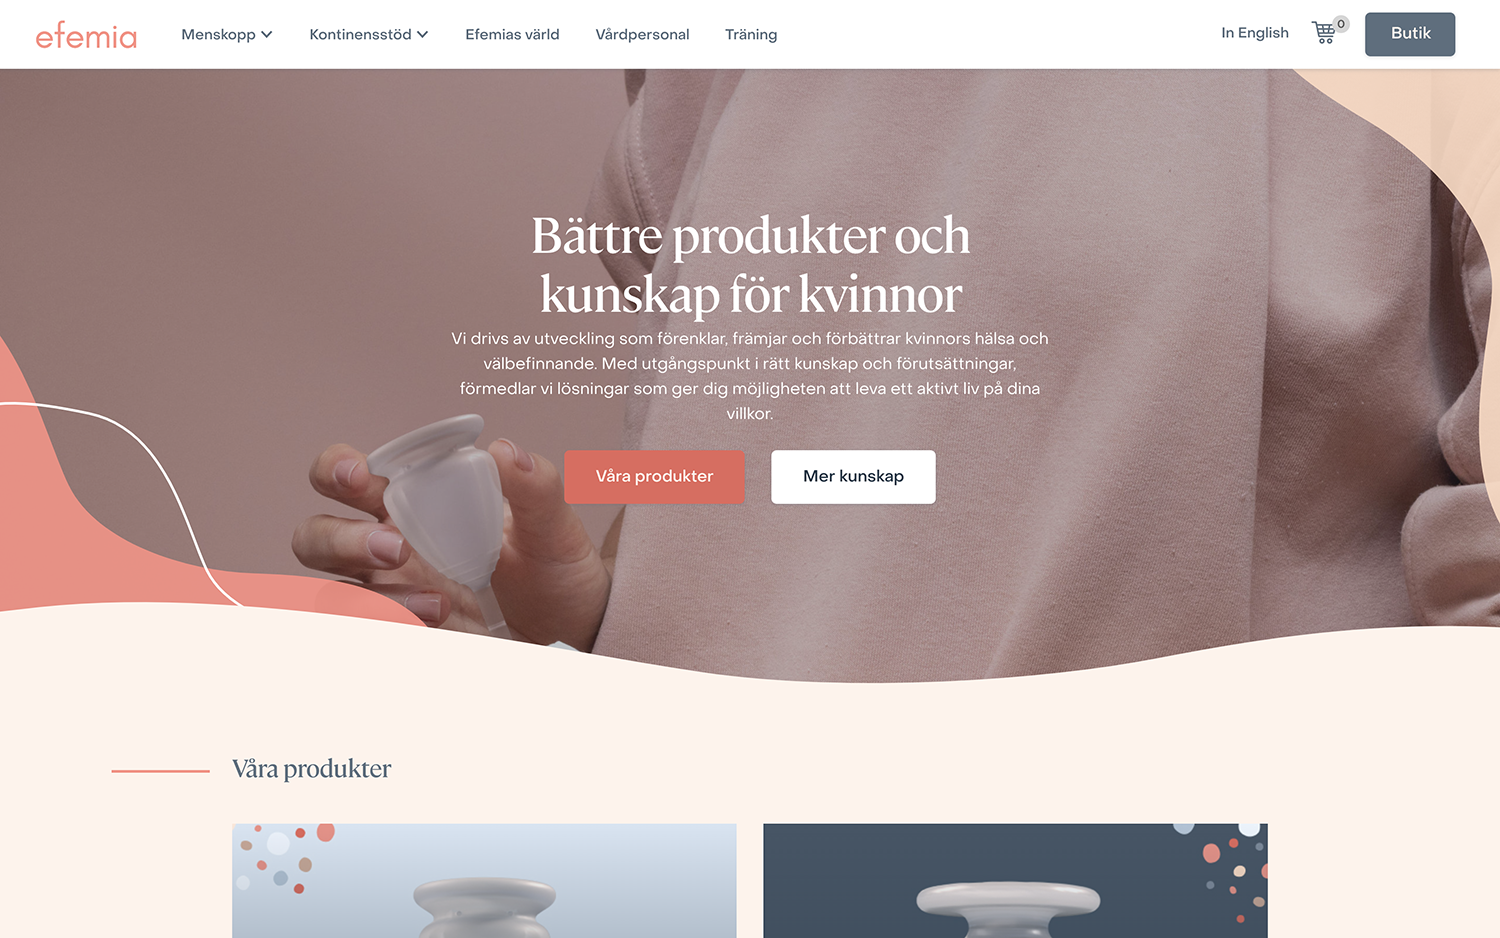 efemia
Menskopp
Kontinensstöd
Efemias värld
Vårdpersonal
Träning
In English
0
Butik
Bättre produkter och
kunskap för kvinnor
Vi drivs av utveckling som förenklar, främjar och förbättrar kvinnors hälsa och
välbefinnande. Med utgångspunkt i rätt kunskap och förutsättningar,
förmedlar vi lösningar som ger dig möjligheten att leva ett aktivt liv på dina
villkor.
Våra produkter
Mer kunskap
Våra produkter